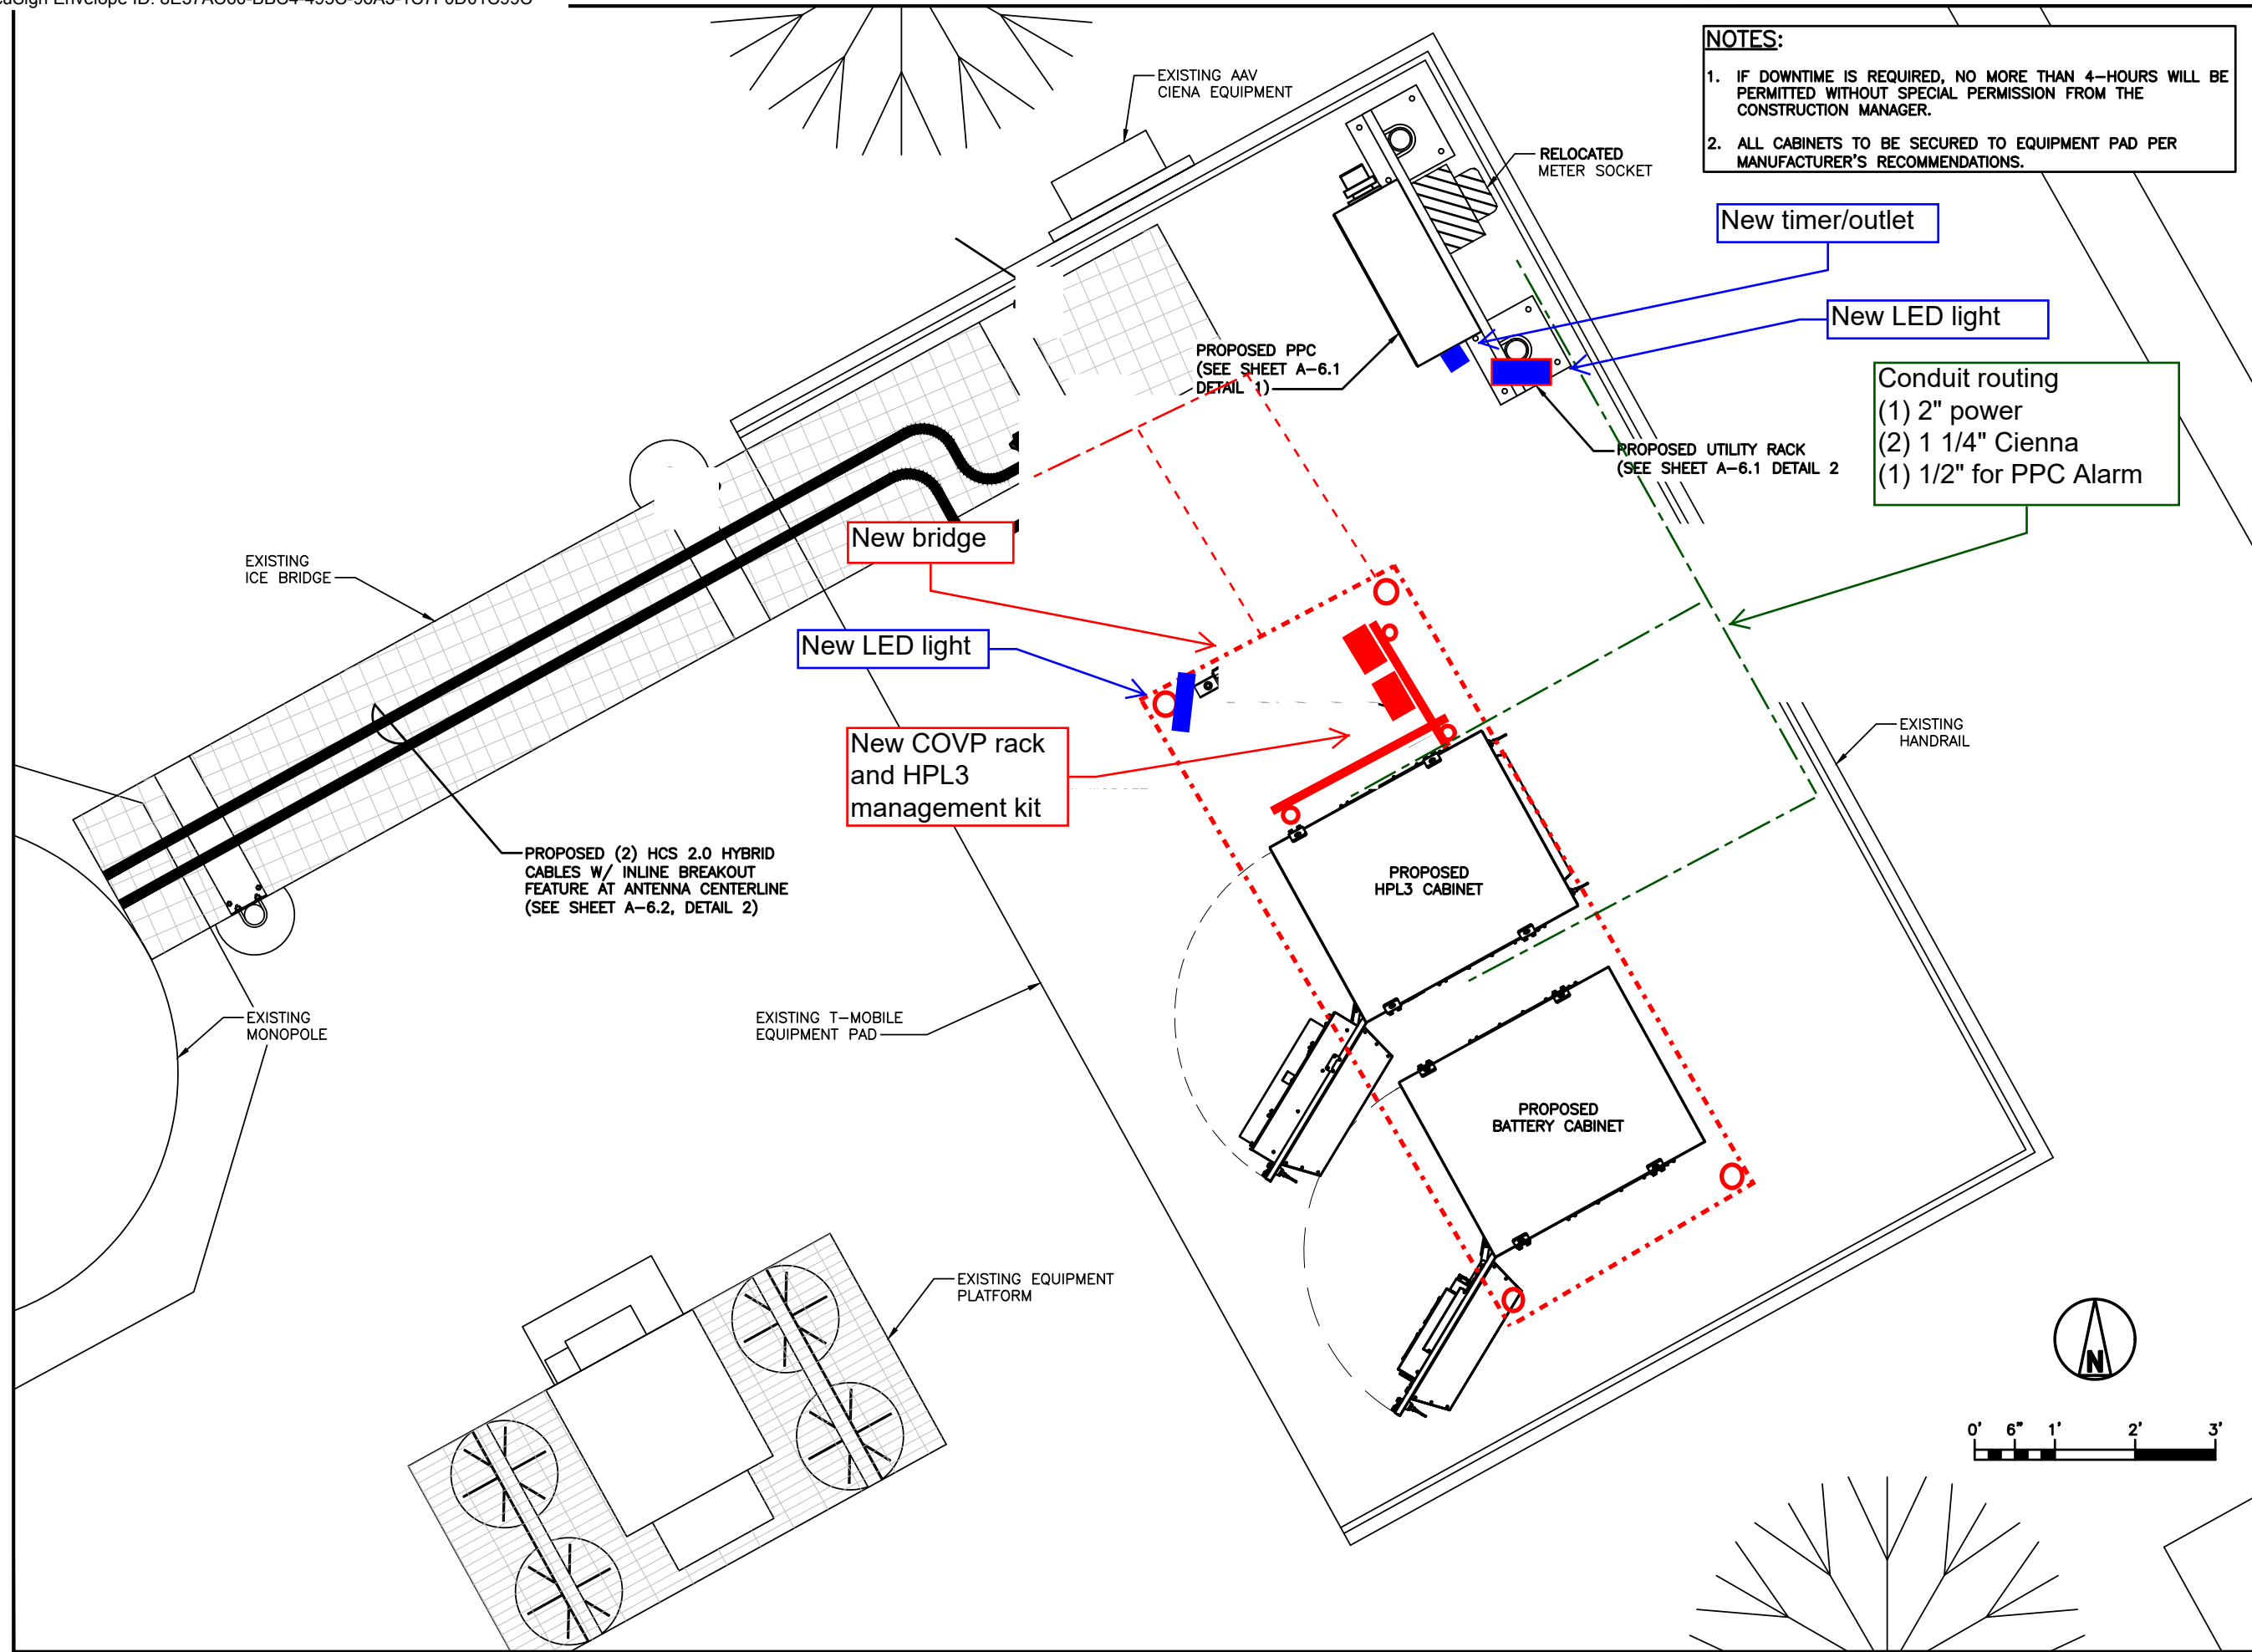 NOTES:
1. IF DOWNTIME IS REQUIRED, NO MORE THAN 4-HOURS WILL BE
PERMITTED WITHOUT SPECIAL PERMISSION FROM THE
CONSTRUCTION MANAGER.
2. ALL CABINETS TO BE SECURED TO EQUIPMENT PAD PER
MANUFACTURER'S RECOMMENDATIONS.
EXISTING AAV
CIENA EQUIPMENT
RELOCATED
METER SOCKET
New timer/outlet
New LED light
PROPOSED PPC
(SEE SHEET A-6.1
DETAIL 1)
Conduit routing
(1) 2" power
(2) 1 1/4" Cienna
(1) 1/2" for PPC Alarm
PROPOSED UTILITY RACK
(SEE SHEET A-6.1 DETAIL 2
New bridge
EXISTING
ICE BRIDGE
New LED light
EXISTING
HANDRAIL
New COVP rack
and HPL3
management kit
PROPOSED (2) HCS 2.0 HYBRID
CABLES W/ INLINE BREAKOUT
FEATURE AT ANTENNA CENTERLINE
(SEE SHEET A-6.2, DETAIL 2)
PROPOSED
HPL3 CABINET
EXISTING
MONOPOLE
EXISTING T-MOBILE
EQUIPMENT PAD
PROPOSED
BATTERY CABINET
EXISTING EQUIPMENT
PLATFORM
N
0' 6" 1' 2' 3'